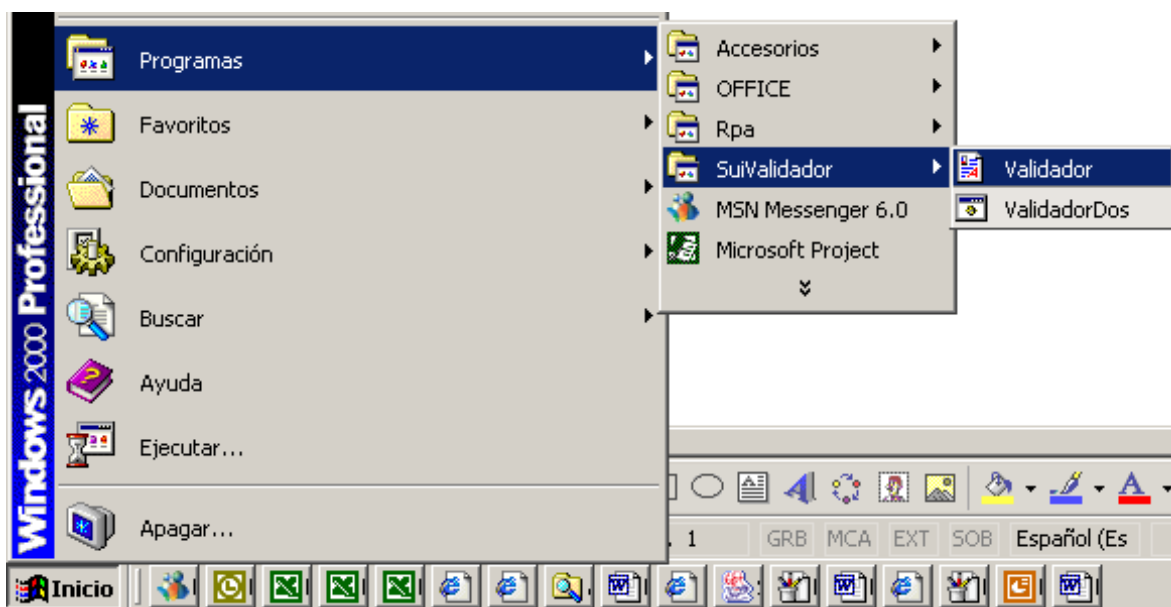 Windows 2000 Professional
Programas
Favoritos
Documentos
Configuración
Buscar
Ayuda
Ejecutar...
Apagar...
Accesorios
OFFICE
Rpa
SuiValidador
MSN Messenger 6.0
Microsoft Project
Validador
ValidadorDos
1 GRB MCA EXT SOB Español (Es
Inicio